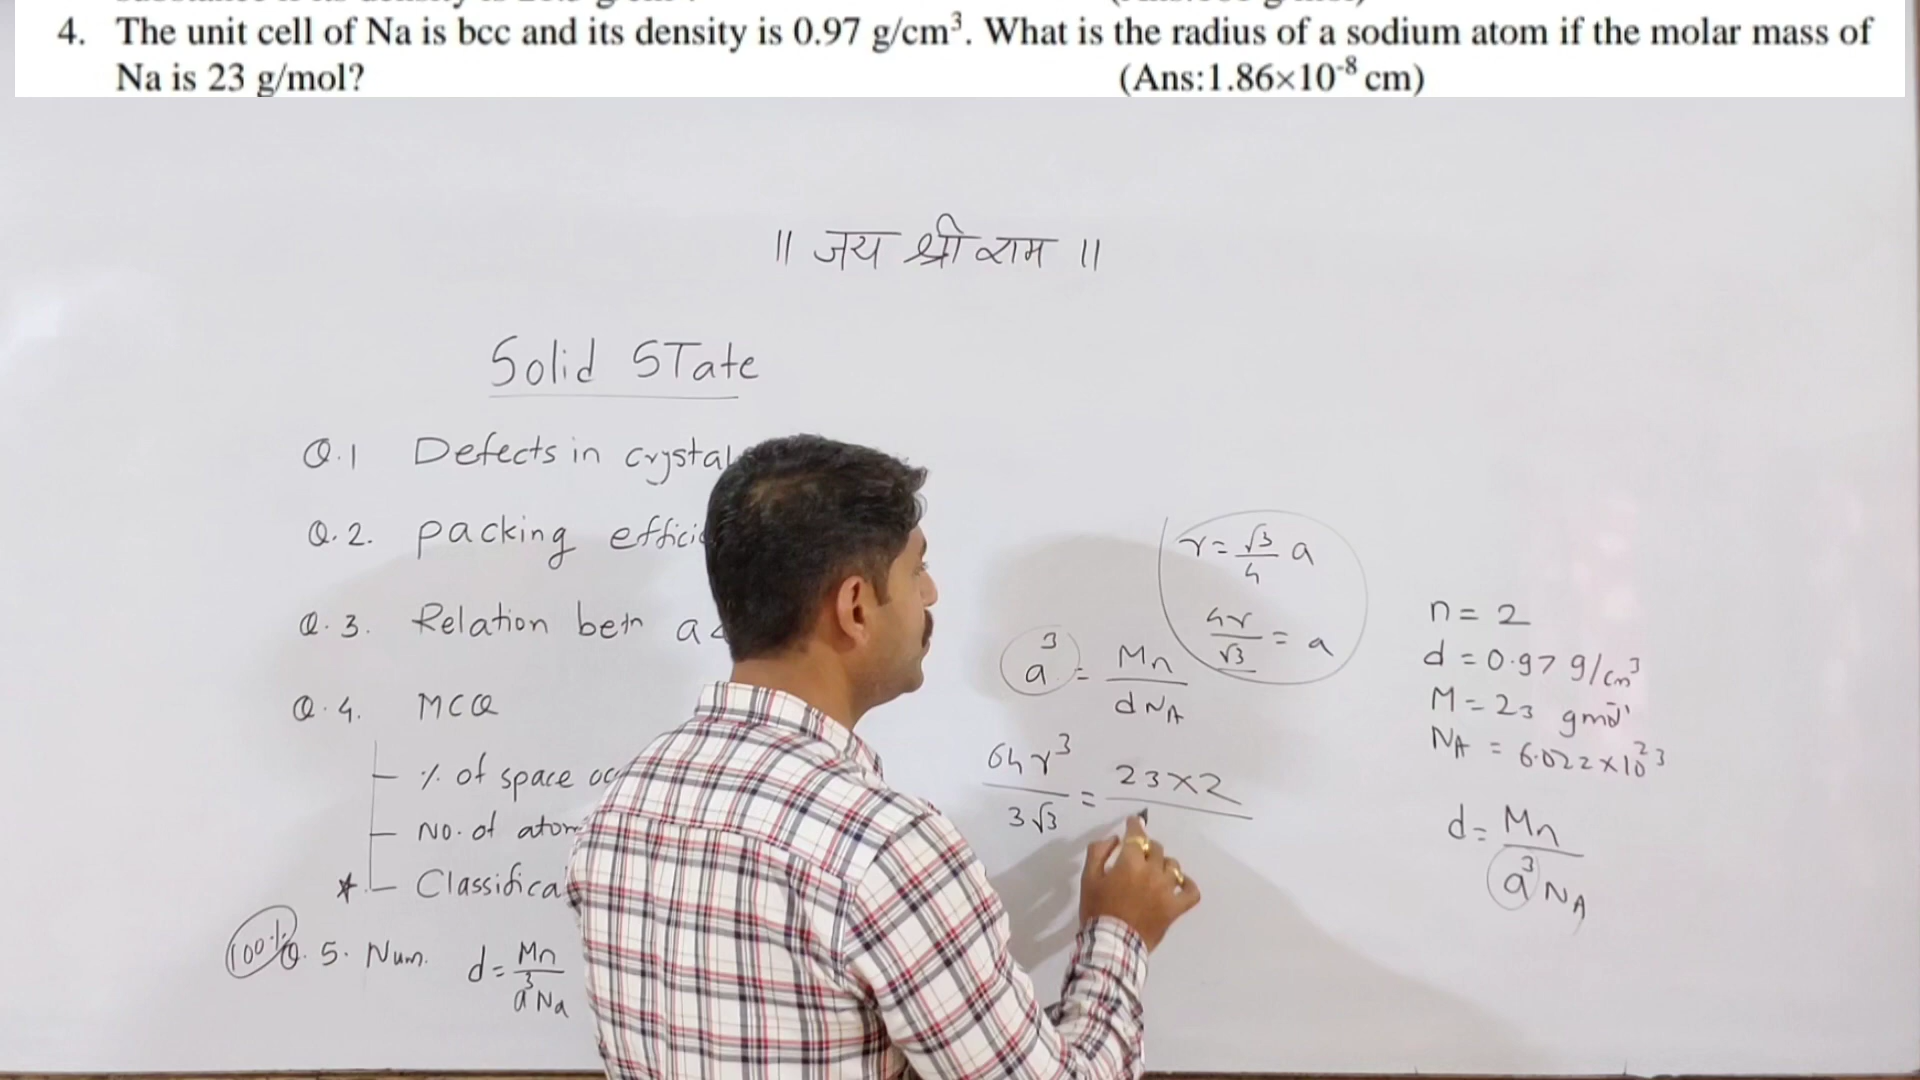 4. The unit cell of Na is bcc and its density is 0.97 g/cm³. What is the radius of a sodium atom if the molar mass of
Na is 23 g/mol? (Ans:1.86×10⁻⁸ cm)
॥ जय श्री राम ॥
Solid STate
Q.1 Defects in crystal
Q.2. packing
Q.3. Relation betn a
Q.4. MCQ
% of space
No. of
* Classifica
100% Q.5. Num. d = Mn / a³Na
r = √3/4 a
4r/√3 = a
a³ = Mn / dNA
64r³ / 3√3 = 23×2
n = 2
d = 0.97 g/cm³
M = 23 gmol⁻¹
NA = 6.022×10²³
d = Mn / a³NA